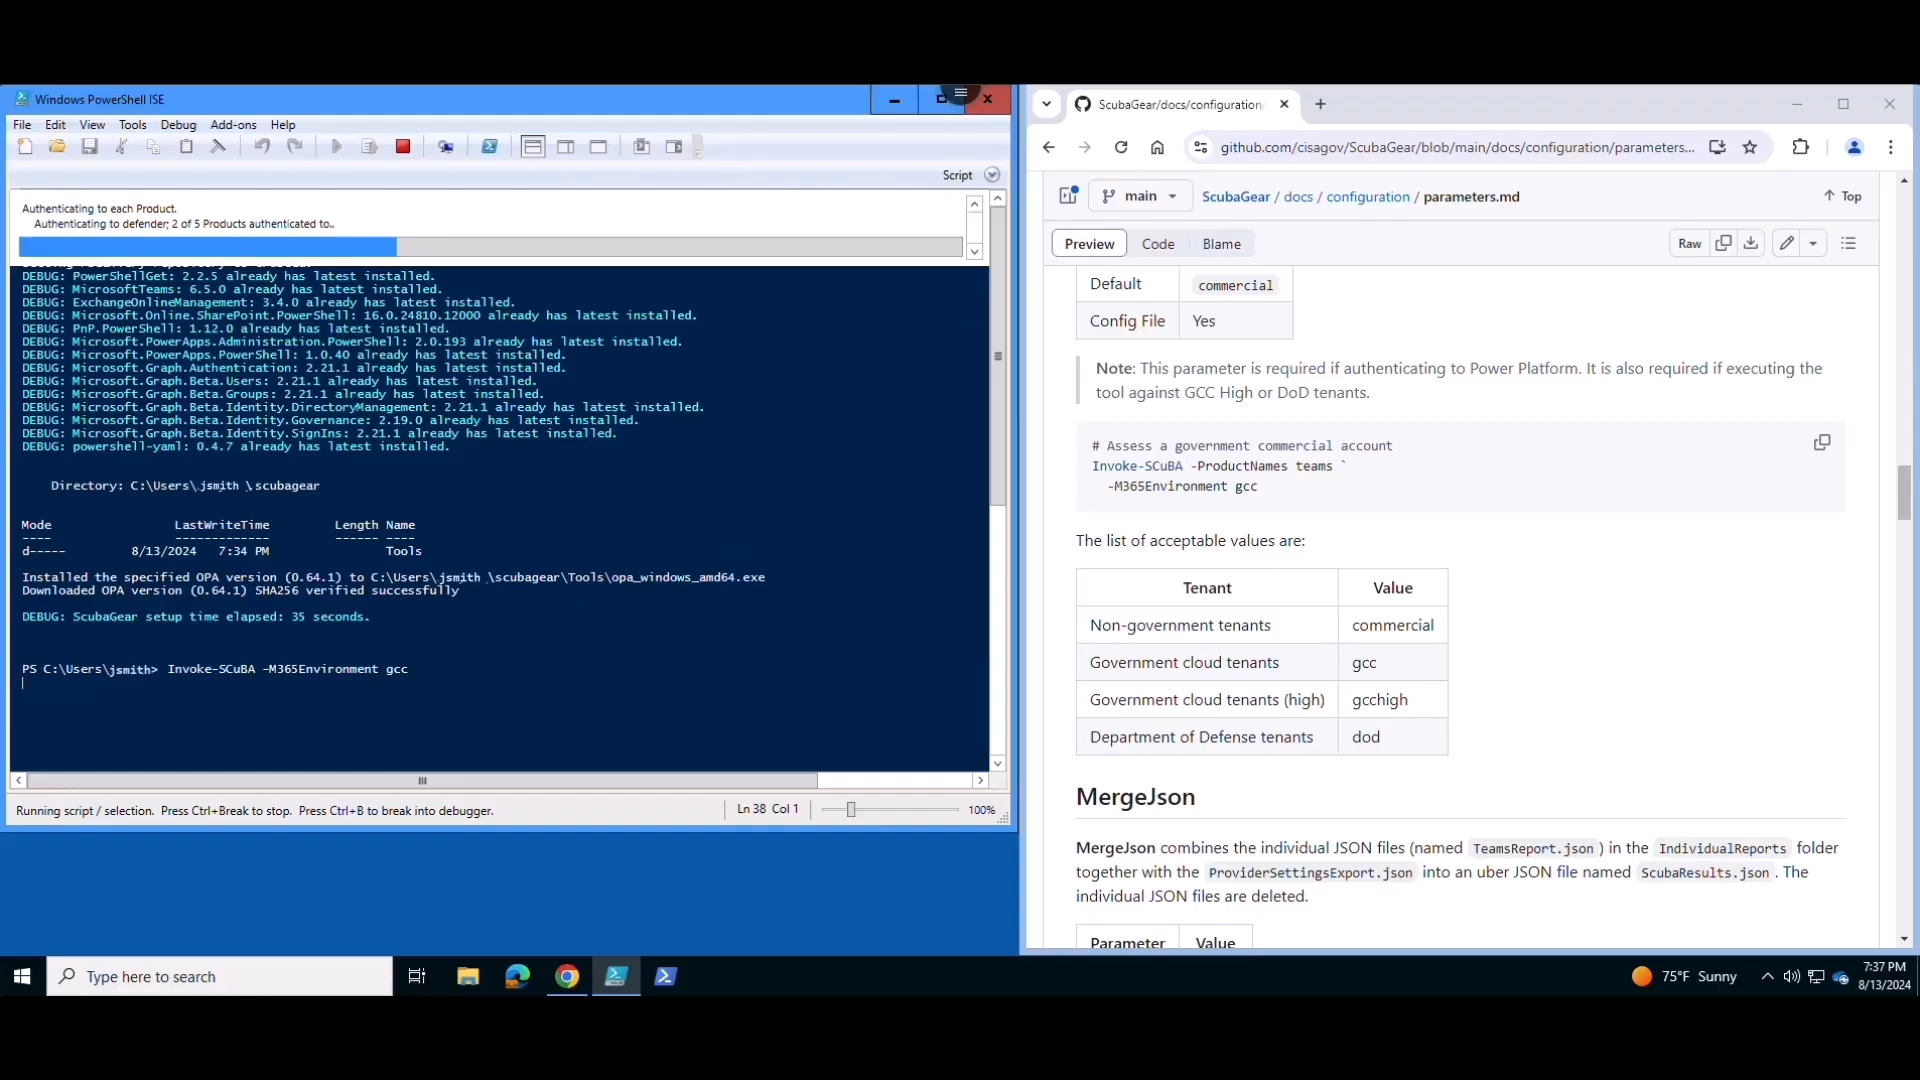 Windows PowerShell ISE
File Edit View Tools Debug Add-ons Help
Script
Authenticating to each Product.
Authenticating to defender; 2 of 5 Products authenticated to..
DEBUG: PowerShellGet: 2.2.5 already has latest installed.
DEBUG: MicrosoftTeams: 6.5.0 already has latest installed.
DEBUG: ExchangeOnlineManagement: 3.4.0 already has latest installed.
DEBUG: Microsoft.Online.SharePoint.PowerShell: 16.0.24810.12000 already has latest installed.
DEBUG: PnP.PowerShell: 1.12.0 already has latest installed.
DEBUG: Microsoft.PowerApps.Administration.PowerShell: 2.0.193 already has latest installed.
DEBUG: Microsoft.PowerApps.PowerShell: 1.0.40 already has latest installed.
DEBUG: Microsoft.Graph.Authentication: 2.21.1 already has latest installed.
DEBUG: Microsoft.Graph.Beta.Users: 2.21.1 already has latest installed.
DEBUG: Microsoft.Graph.Beta.Groups: 2.21.1 already has latest installed.
DEBUG: Microsoft.Graph.Beta.Identity.DirectoryManagement: 2.21.1 already has latest installed.
DEBUG: Microsoft.Graph.Beta.Identity.Governance: 2.19.0 already has latest installed.
DEBUG: Microsoft.Graph.Beta.Identity.SignIns: 2.21.1 already has latest installed.
DEBUG: powershell-yaml: 0.4.7 already has latest installed.
Directory: C:\Users\.jsmith \.scubagear
Mode LastWriteTime Length Name
---- ------------- ------ ----
d----- 8/13/2024 7:34 PM Tools
Installed the specified OPA version (0.64.1) to C:\Users\jsmith \scubagear\Tools\opa_windows_amd64.exe
Downloaded OPA version (0.64.1) SHA256 verified successfully
DEBUG: ScubaGear setup time elapsed: 35 seconds.
PS C:\Users\jsmith> Invoke-SCuBA -M365Environment gcc
Running script / selection. Press Ctrl+Break to stop. Press Ctrl+B to break into debugger.
Ln 38 Col 1
100%
ScubaGear/docs/configuration/
github.com/cisagov/ScubaGear/blob/main/docs/configuration/parameters...
main ScubaGear / docs / configuration / parameters.md
Top
Preview Code Blame Raw
Default commercial
Config File Yes
Note: This parameter is required if authenticating to Power Platform. It is also required if executing the
tool against GCC High or DoD tenants.
# Assess a government commercial account
Invoke-SCuBA -ProductNames teams `
-M365Environment gcc
The list of acceptable values are:
Tenant Value
Non-government tenants commercial
Government cloud tenants gcc
Government cloud tenants (high) gcchigh
Department of Defense tenants dod
MergeJson
MergeJson combines the individual JSON files (named TeamsReport.json ) in the IndividualReports folder
together with the ProviderSettingsExport.json into an uber JSON file named ScubaResults.json . The
individual JSON files are deleted.
Parameter Value
Type here to search
75°F Sunny
7:37 PM
8/13/2024